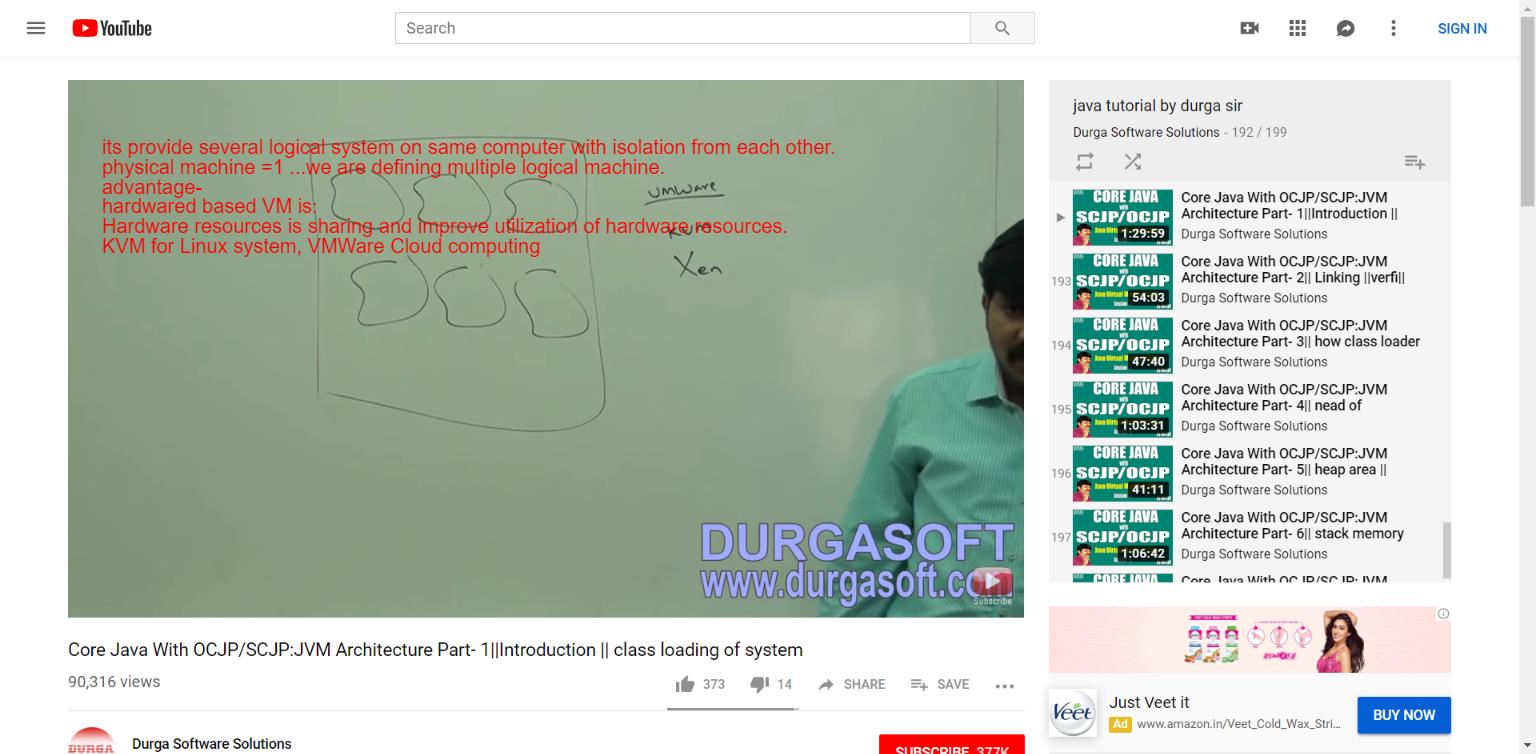 YouTube
Search
SIGN IN
its provide several logical system on same computer with isolation from each other.
physical machine =1 ...we are defining multiple logical machine.
advantage-
hardwared based VM is:
Hardware resources is sharing and improve utilization of hardware resources.
KVM for Linux system, VMWare Cloud computing
VMWare
KVM
Xen
DURGASOFT
www.durgasoft.com
Subscribe
Core Java With OCJP/SCJP:JVM Architecture Part- 1||Introduction || class loading of system
90,316 views
373
14
SHARE
SAVE
DURGA
Durga Software Solutions
SUBSCRIBE 377K
java tutorial by durga sir
Durga Software Solutions - 192 / 199
CORE JAVA
with
SCJP/OCJP
1:29:59
Core Java With OCJP/SCJP:JVM
Architecture Part- 1||Introduction ||
Durga Software Solutions
193
CORE JAVA
with
SCJP/OCJP
54:03
Core Java With OCJP/SCJP:JVM
Architecture Part- 2|| Linking ||verfi||
Durga Software Solutions
194
CORE JAVA
with
SCJP/OCJP
47:40
Core Java With OCJP/SCJP:JVM
Architecture Part- 3|| how class loader
Durga Software Solutions
195
CORE JAVA
with
SCJP/OCJP
1:03:31
Core Java With OCJP/SCJP:JVM
Architecture Part- 4|| nead of
Durga Software Solutions
196
CORE JAVA
with
SCJP/OCJP
41:11
Core Java With OCJP/SCJP:JVM
Architecture Part- 5|| heap area ||
Durga Software Solutions
197
CORE JAVA
with
SCJP/OCJP
1:06:42
Core Java With OCJP/SCJP:JVM
Architecture Part- 6|| stack memory
Durga Software Solutions
CORE JAVA
Core Java With OCJP/SCJP:JVM
Veet
Just Veet it
Ad www.amazon.in/Veet_Cold_Wax_Stri...
BUY NOW